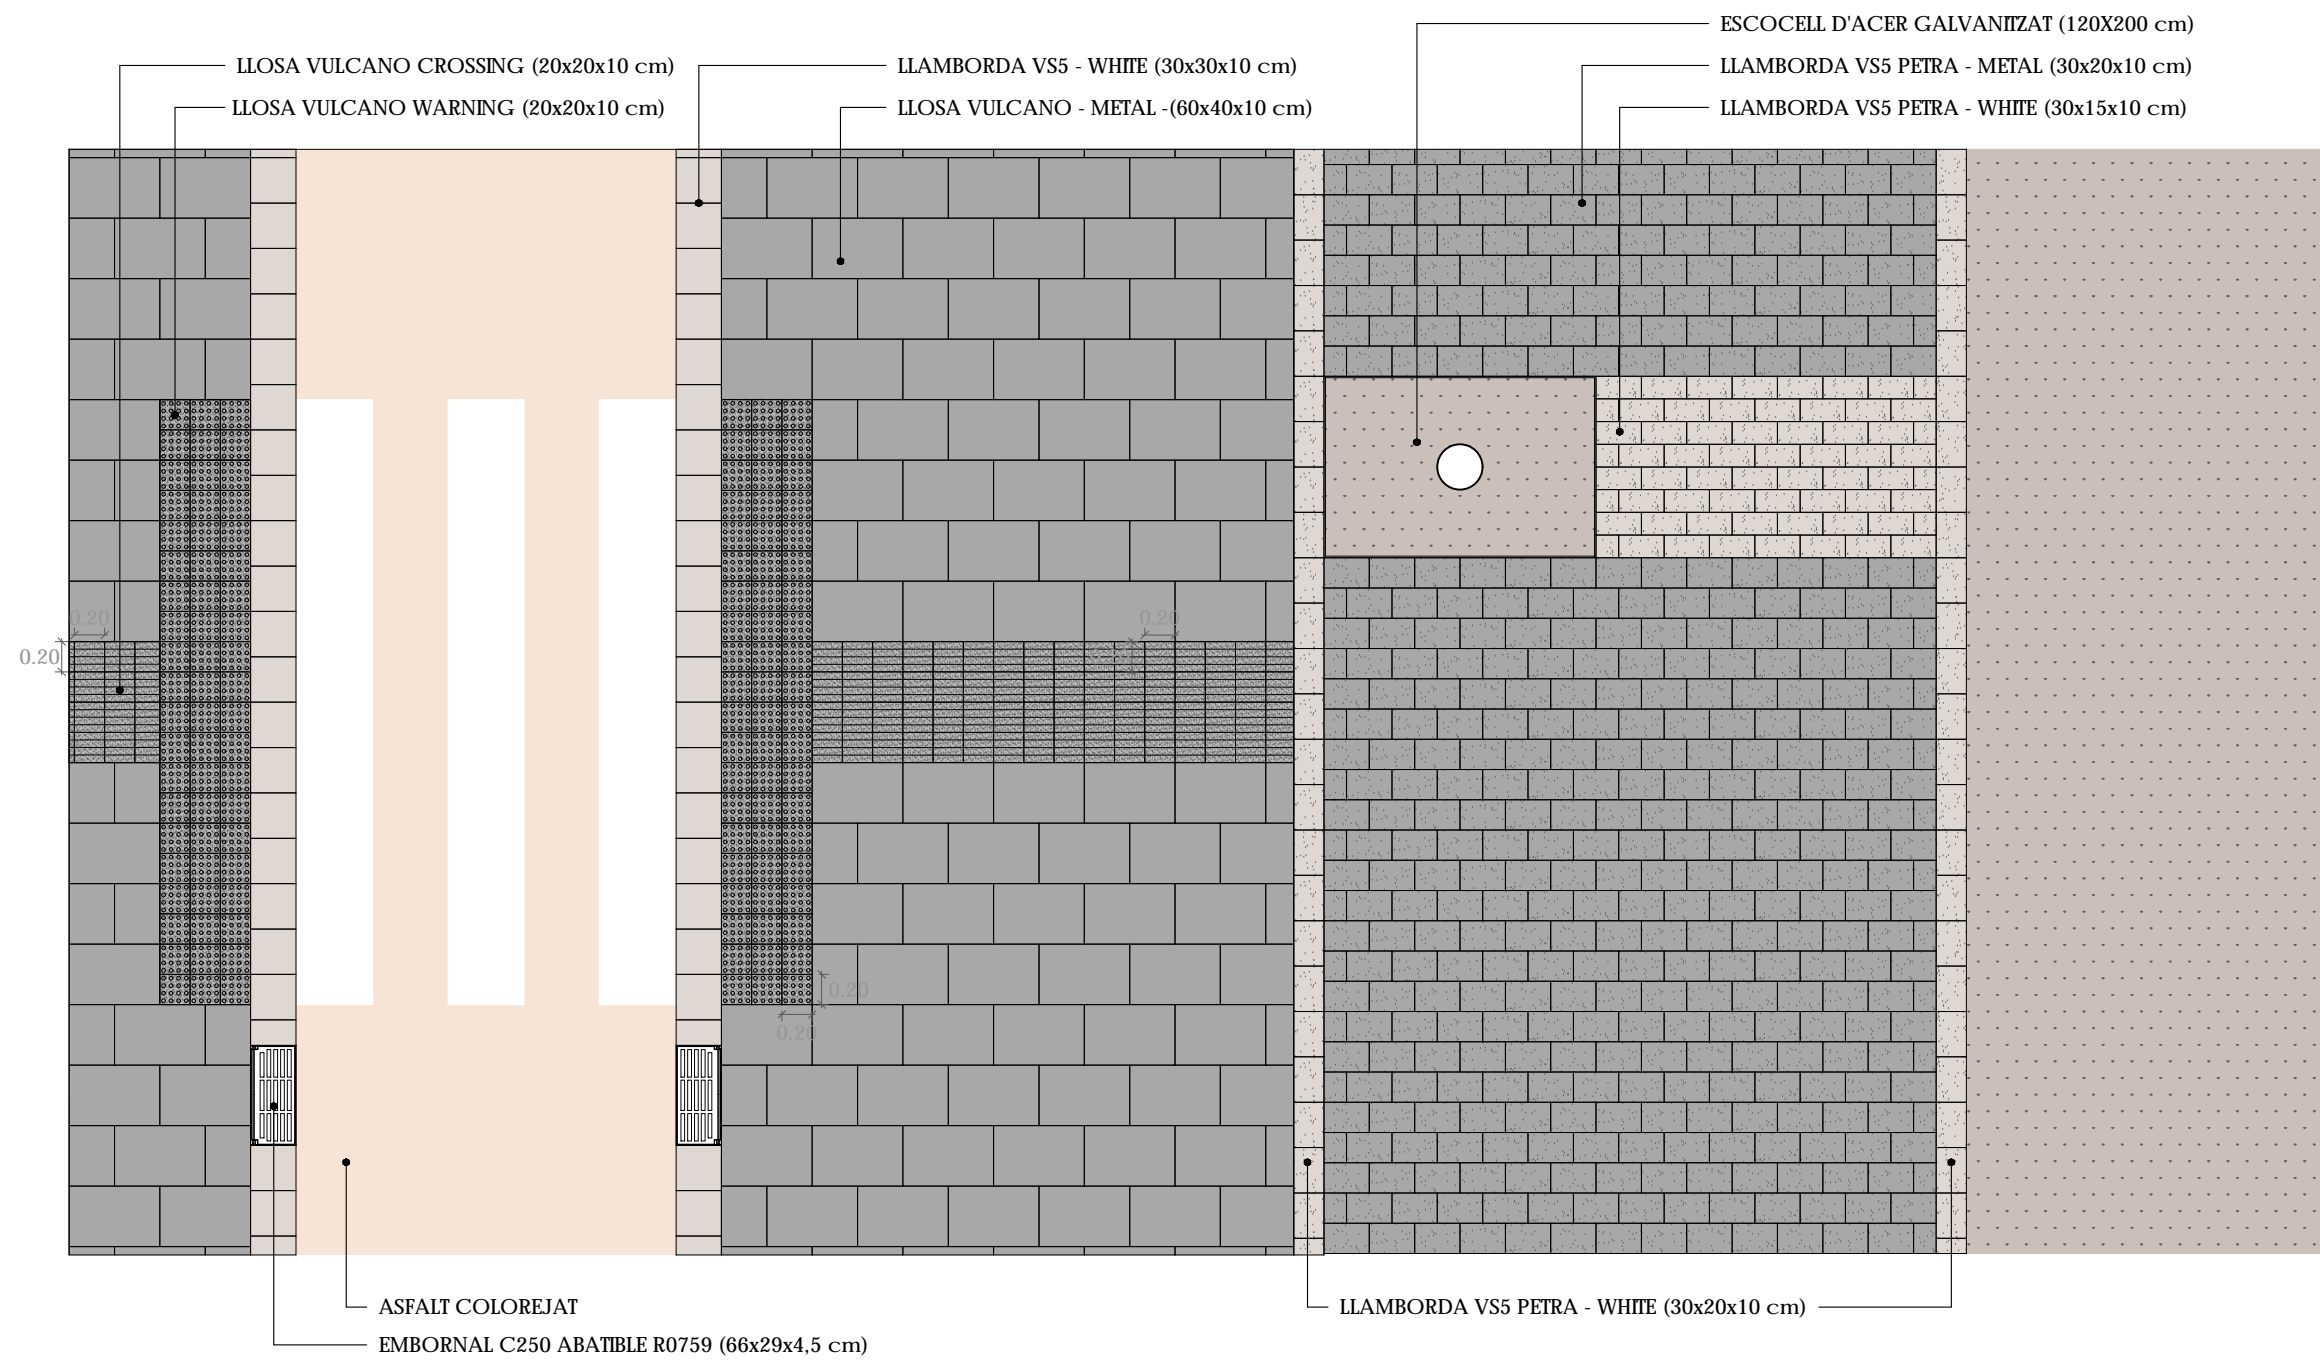 ESCOCELL D'ACER GALVANITZAT (120X200 cm)
LLOSA VULCANO CROSSING (20x20x10 cm)
LLAMBORDA VS5 - WHITE (30x30x10 cm)
LLAMBORDA VS5 PETRA - METAL (30x20x10 cm)
LLOSA VULCANO WARNING (20x20x10 cm)
LLOSA VULCANO - METAL -(60x40x10 cm)
LLAMBORDA VS5 PETRA - WHITE (30x15x10 cm)
0.20
0.20
0.20
0.20
0.20
ASFALT COLOREJAT
LLAMBORDA VS5 PETRA - WHITE (30x20x10 cm)
EMBORNAL C250 ABATIBLE R0759 (66x29x4,5 cm)